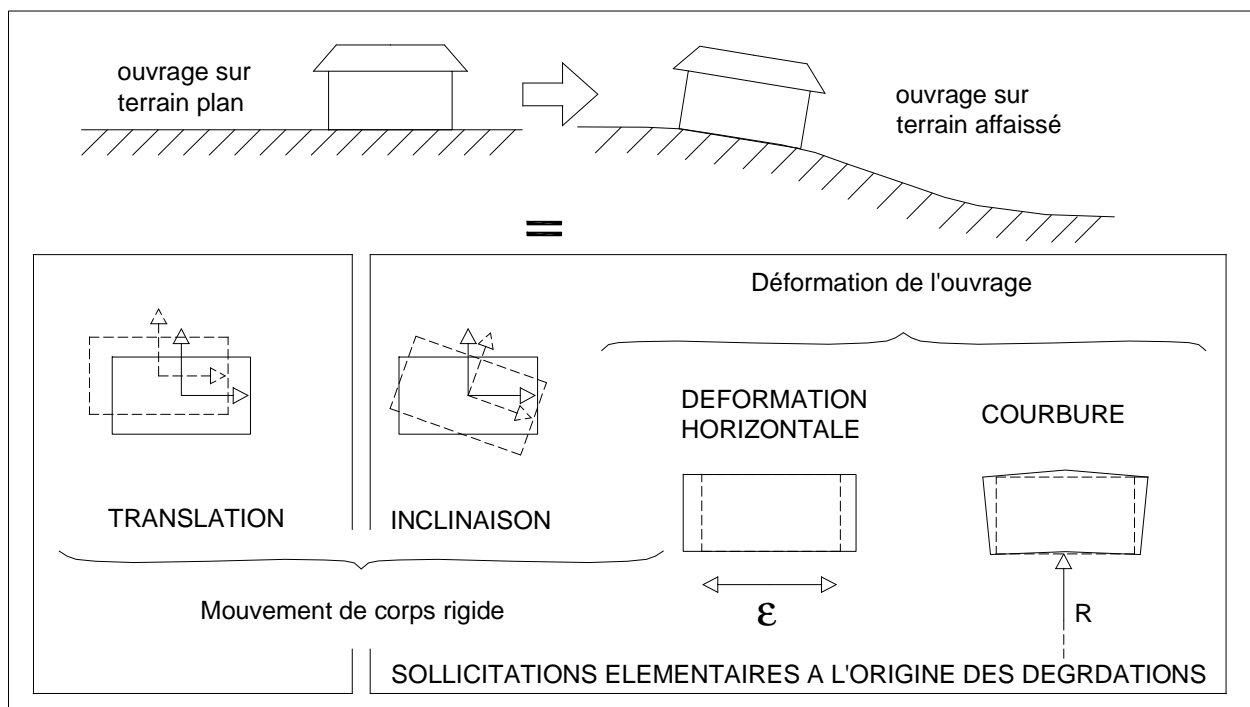 ouvrage sur
terrain plan
ouvrage sur
terrain affaissé
=
Déformation de l'ouvrage
TRANSLATION
INCLINAISON
DEFORMATION
HORIZONTALE
COURBURE
ε
R
Mouvement de corps rigide
SOLLICITATIONS ELEMENTAIRES A L'ORIGINE DES DEGRDATIONS